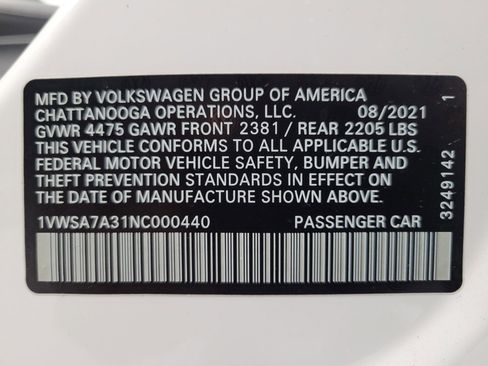 MFD BY VOLKSWAGEN GROUP OF AMERICA
CHATTANOOGA OPERATIONS, LLC. 08/2021
GVWR 4475 GAWR FRONT 2381 / REAR 2205 LBS
THIS VEHICLE CONFORMS TO ALL APPLICABLE U.S.
FEDERAL MOTOR VEHICLE SAFETY, BUMPER AND
THEFT PREVENTION STANDARDS IN EFFECT ON
THE DATE OF MANUFACTURE SHOWN ABOVE.
1VWSA7A31NC000440 PASSENGER CAR
3249142 1